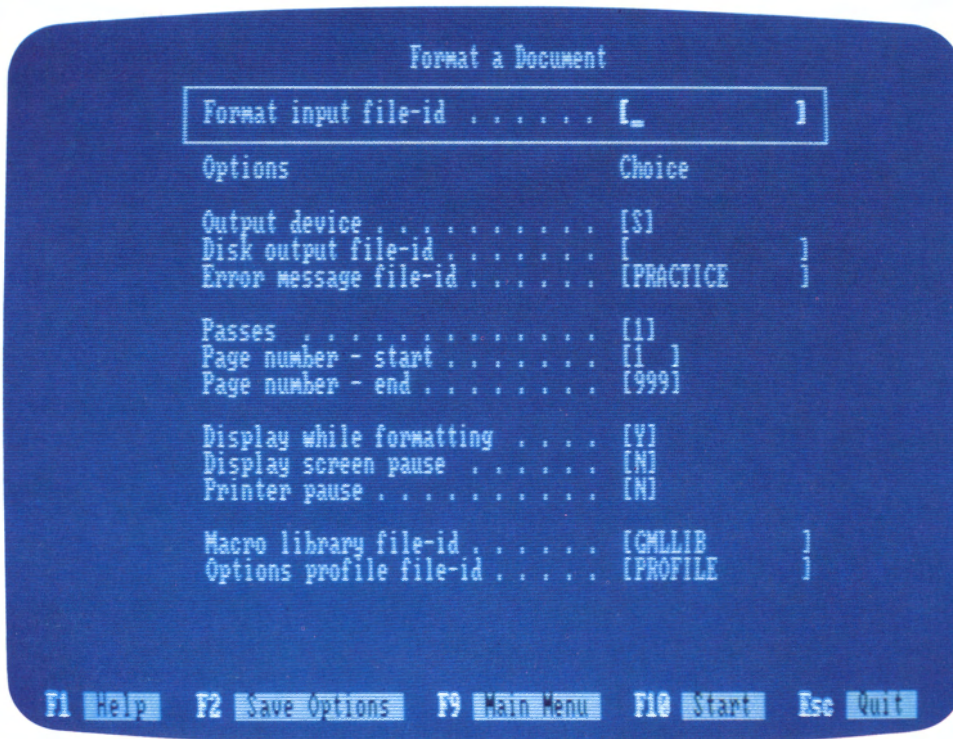 Format a Document
Format input file-id . . . . . . [_ ]
Options Choice
Output device . . . . . . . . . . . [S]
Disk output file-id . . . . . . . [ ]
Error message file-id . . . . . . [PRACTICE ]
Passes . . . . . . . . . . . . . . [1]
Page number - start . . . . . . . [1 ]
Page number - end . . . . . . . . [999]
Display while formatting . . . . [Y]
Display screen pause . . . . . . [N]
Printer pause . . . . . . . . . . [N]
Macro library file-id . . . . . . [GMLLIB ]
Options profile file-id . . . . . [PROFILE ]
F1 Help F2 Save Options F9 Main Menu F10 Start Esc Quit